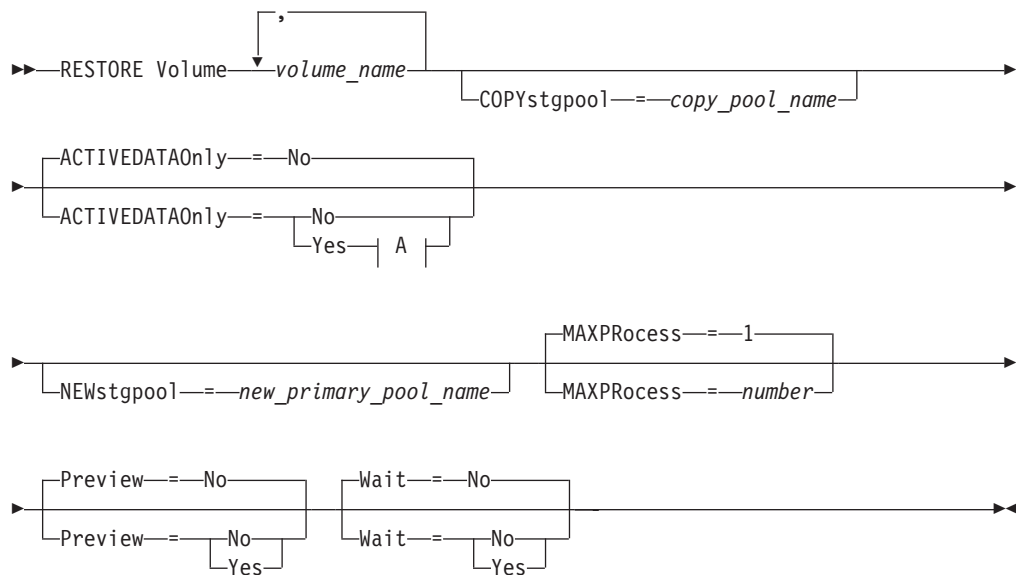 ,
RESTORE Volume volume_name
COPYstgpool = copy_pool_name
ACTIVEDATAOnly = No
ACTIVEDATAOnly = No
Yes A
MAXPRocess = 1
NEWstgpool = new_primary_pool_name MAXPRocess = number
Preview = No Wait = No
Preview = No Wait = No
Yes Yes